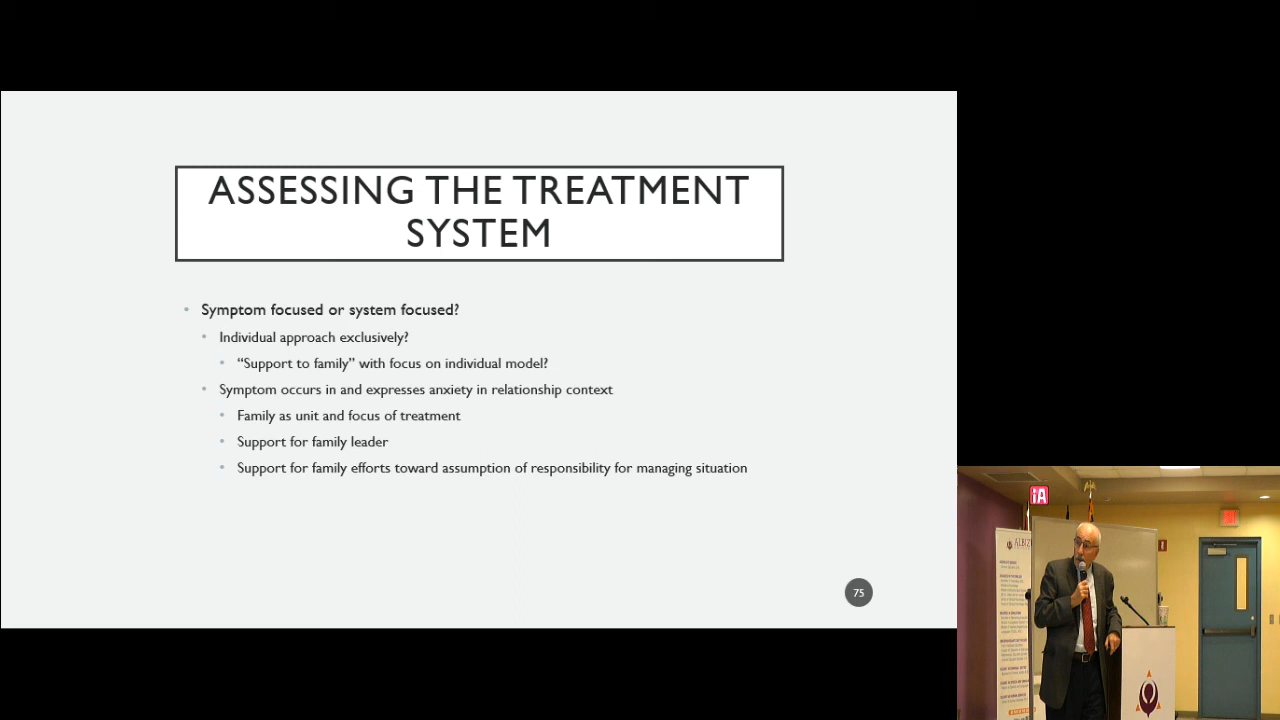 ASSESSING THE TREATMENT
SYSTEM
Symptom focused or system focused?
Individual approach exclusively?
“Support to family” with focus on individual model?
Symptom occurs in and expresses anxiety in relationship context
Family as unit and focus of treatment
Support for family leader
Support for family efforts toward assumption of responsibility for managing situation
75
iA
ALBIZ